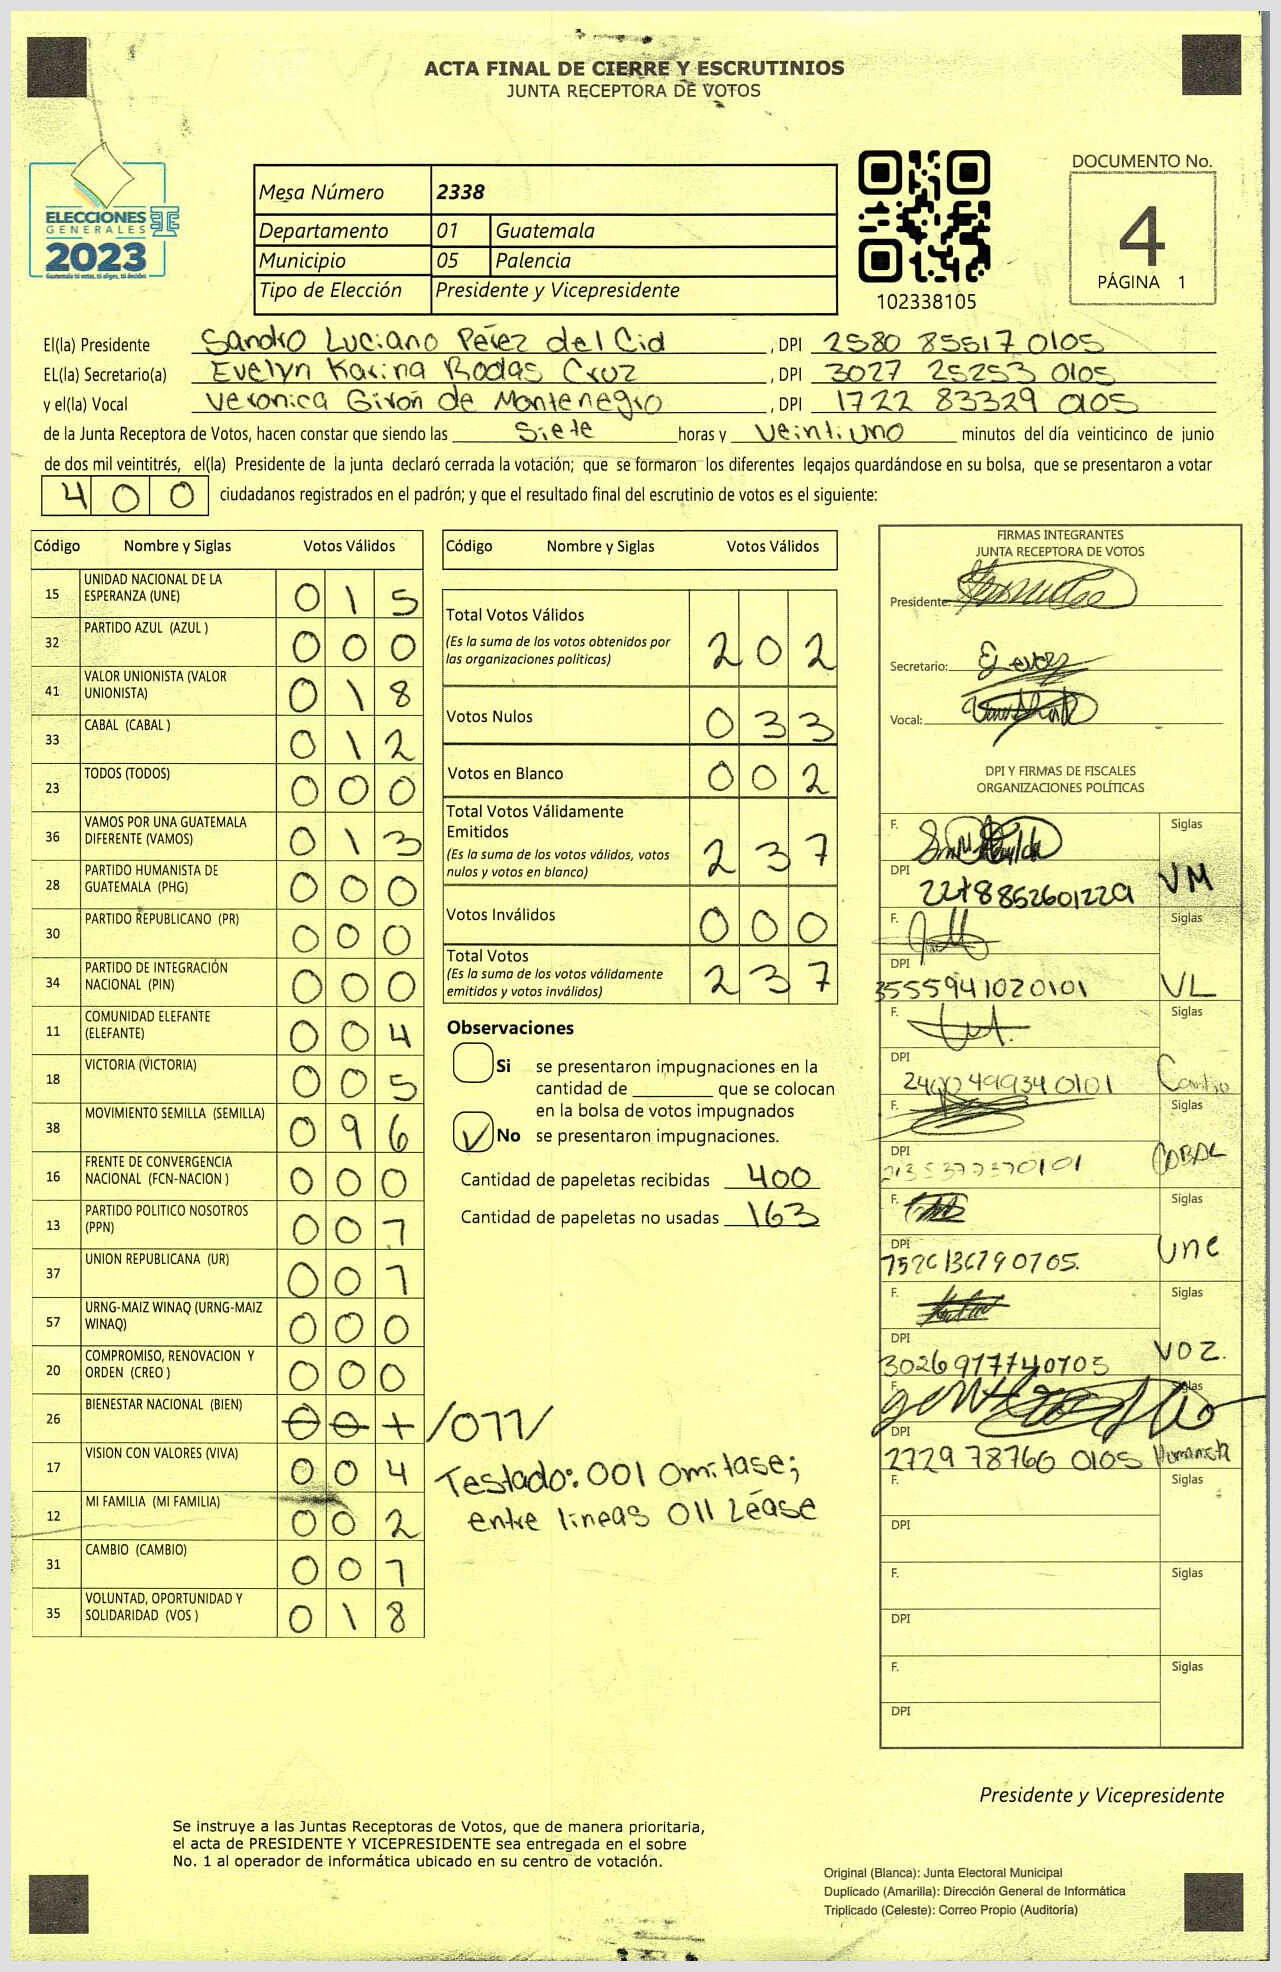 ACTA FINAL DE CIERRE Y ESCRUTINIOS
JUNTA RECEPTORA DE VOTOS
ELECCIONES
GENERALES
2023
Guatemala tú votas, tú eliges, tú decides
Mesa Número 2338
Departamento 01 Guatemala
Municipio 05 Palencia
Tipo de Elección Presidente y Vicepresidente
102338105
DOCUMENTO No.
4
PÁGINA 1
El(la) Presidente Sandro Luciano Pérez del Cid , DPI 2580 85517 0105
EL(la) Secretario(a) Evelyn Karina Rodas Cruz , DPI 3027 25253 0105
y el(la) Vocal Veronica Girón de Montenegro , DPI 1722 83329 0105
de la Junta Receptora de Votos, hacen constar que siendo las Siete horas y veintiuno minutos del día veinticinco de junio
de dos mil veintitrés, el(la) Presidente de la junta declaró cerrada la votación; que se formaron los diferentes legajos guardándose en su bolsa, que se presentaron a votar
400 ciudadanos registrados en el padrón; y que el resultado final del escrutinio de votos es el siguiente:
Código Nombre y Siglas Votos Válidos
15 UNIDAD NACIONAL DE LA ESPERANZA (UNE) 0 1 5
32 PARTIDO AZUL (AZUL ) 0 0 0
41 VALOR UNIONISTA (VALOR UNIONISTA) 0 1 8
33 CABAL (CABAL ) 0 1 2
23 TODOS (TODOS) 0 0 0
36 VAMOS POR UNA GUATEMALA DIFERENTE (VAMOS) 0 1 3
28 PARTIDO HUMANISTA DE GUATEMALA (PHG) 0 0 0
30 PARTIDO REPUBLICANO (PR) 0 0 0
34 PARTIDO DE INTEGRACIÓN NACIONAL (PIN) 0 0 0
11 COMUNIDAD ELEFANTE (ELEFANTE) 0 0 4
18 VICTORIA (VICTORIA) 0 0 5
38 MOVIMIENTO SEMILLA (SEMILLA) 0 9 6
16 FRENTE DE CONVERGENCIA NACIONAL (FCN-NACION ) 0 0 0
13 PARTIDO POLITICO NOSOTROS (PPN) 0 0 7
37 UNION REPUBLICANA (UR) 0 0 1
57 URNG-MAIZ WINAQ (URNG-MAIZ WINAQ) 0 0 0
20 COMPROMISO, RENOVACION Y ORDEN (CREO ) 0 0 0
26 BIENESTAR NACIONAL (BIEN) 0 0 1 /011/
17 VISION CON VALORES (VIVA) 0 0 4
12 MI FAMILIA (MI FAMILIA) 0 0 2
31 CAMBIO (CAMBIO) 0 0 7
35 VOLUNTAD, OPORTUNIDAD Y SOLIDARIDAD (VOS ) 0 1 8
Código Nombre y Siglas Votos Válidos
Total Votos Válidos
(Es la suma de los votos obtenidos por
las organizaciones políticas) 2 0 2
Votos Nulos 0 3 3
Votos en Blanco 0 0 2
Total Votos Válidamente
Emitidos
(Es la suma de los votos válidos, votos
nulos y votos en blanco) 2 3 7
Votos Inválidos 0 0 0
Total Votos
(Es la suma de los votos válidamente
emitidos y votos inválidos) 2 3 7
Observaciones
Si se presentaron impugnaciones en la
cantidad de ________ que se colocan
en la bolsa de votos impugnados
No se presentaron impugnaciones.
Cantidad de papeletas recibidas 400
Cantidad de papeletas no usadas 163
Testado: 001 omitase;
entre lineas 011 Léase
FIRMAS INTEGRANTES
JUNTA RECEPTORA DE VOTOS
Presidente:
Secretario:
Vocal:
DPI Y FIRMAS DE FISCALES
ORGANIZACIONES POLÍTICAS
F. Siglas
DPI VM
F. Siglas
DPI 3555941020101 VL
F. Siglas
DPI 2400499340101
F. Siglas
DPI CABAL
F. Siglas
DPI une
F. Siglas
DPI 3026977740705 VOZ.
F. Siglas
DPI 2729 78760 0105 Humanista
F. Siglas
DPI
F. Siglas
DPI
F. Siglas
DPI
Presidente y Vicepresidente
Se instruye a las Juntas Receptoras de Votos, que de manera prioritaria,
el acta de PRESIDENTE Y VICEPRESIDENTE sea entregada en el sobre
No. 1 al operador de informática ubicado en su centro de votación.
Original (Blanca): Junta Electoral Municipal
Duplicado (Amarilla): Dirección General de Informática
Triplicado (Celeste): Correo Propio (Auditoría)